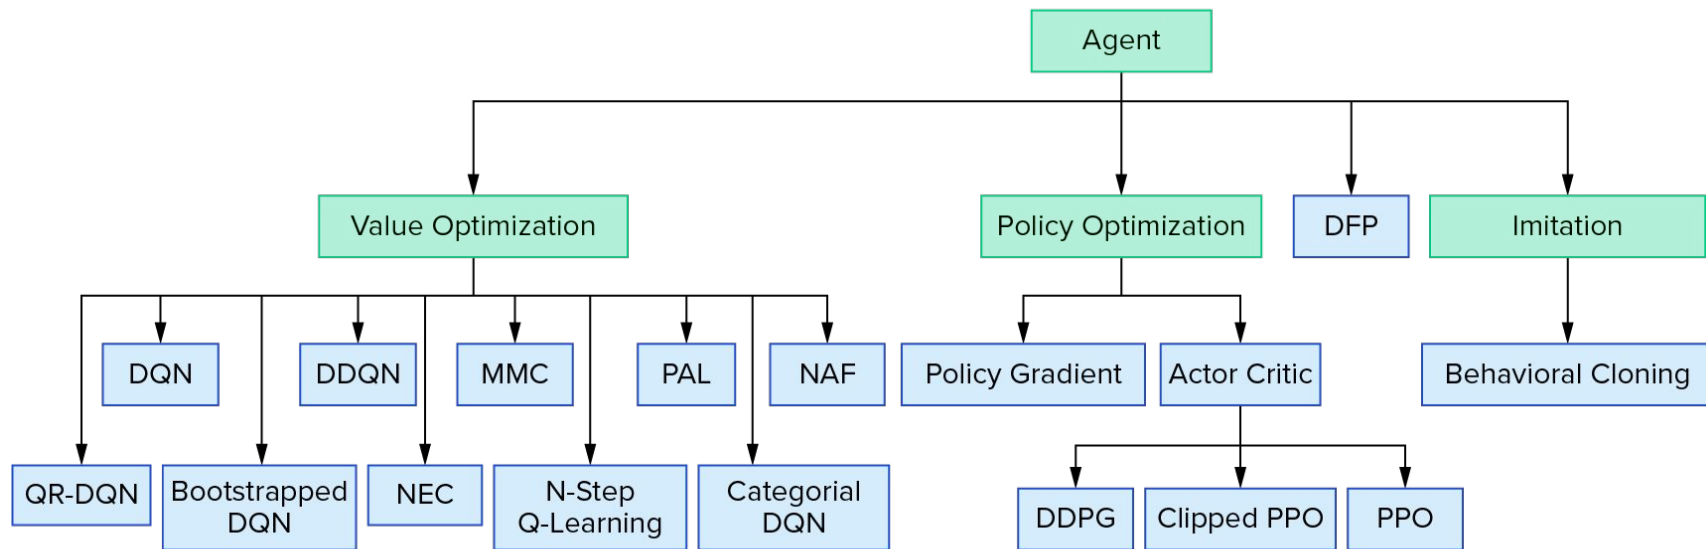 Agent
Value Optimization
Policy Optimization
DFP
Imitation
DQN
DDQN
MMC
PAL
NAF
Policy Gradient
Actor Critic
Behavioral Cloning
QR-DQN
Bootstrapped
DQN
NEC
N-Step
Q-Learning
Categorial
DQN
DDPG
Clipped PPO
PPO